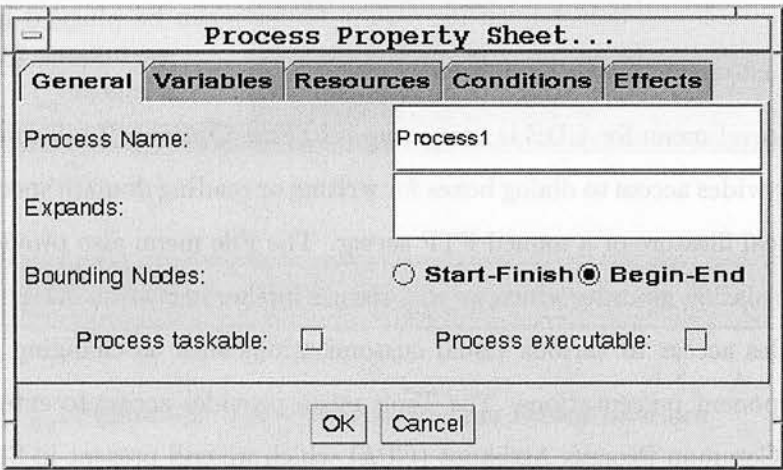 Process Property Sheet...
General Variables Resources Conditions Effects
Process Name: Process1
Expands:
Bounding Nodes: Start-Finish Begin-End
Process taskable: Process executable:
OK Cancel